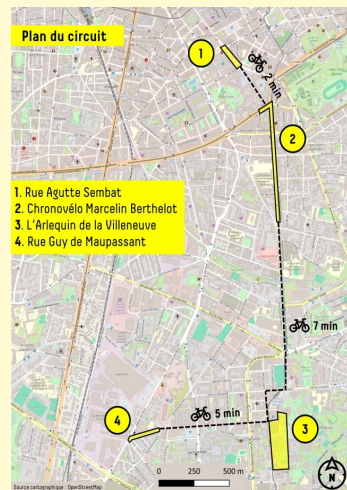 Plan du circuit
1
2 min
2
1. Rue Agutte Sembat
2. Chronovélo Marcelin Berthelot
3. L'Arlequin de la Villeneuve
4. Rue Guy de Maupassant
7 min
5 min
4
3
0 250 500 m
N
Source cartographique : OpenStreetMap